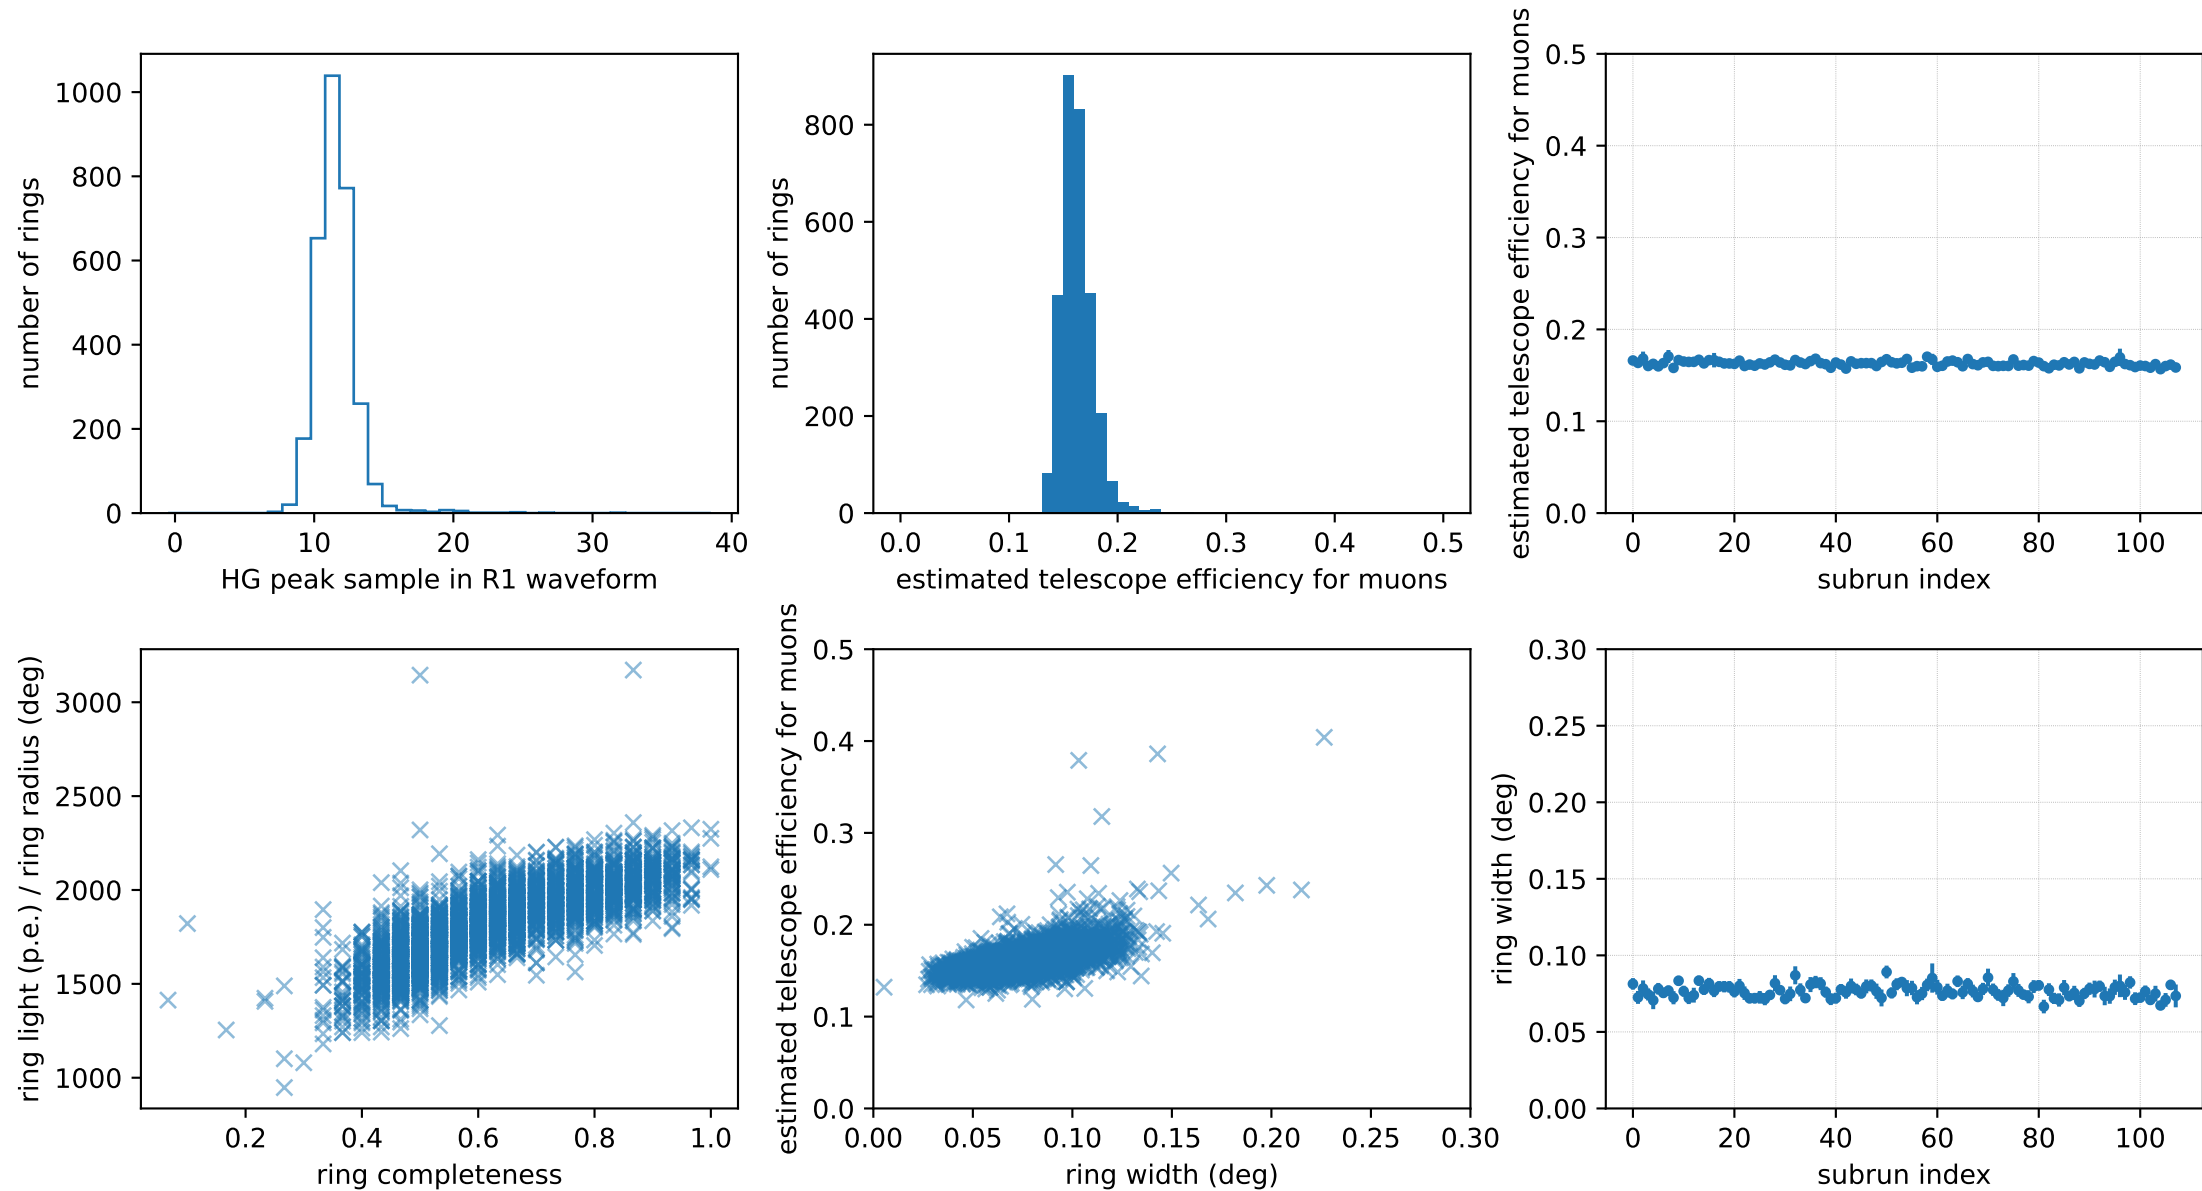 number of rings
1000
800
600
400
200
0
0 10 20 30 40
HG peak sample in R1 waveform
number of rings
800
600
400
200
0
0.0 0.1 0.2 0.3 0.4 0.5
estimated telescope efficiency for muons
estimated telescope efficiency for muons
0.5
0.4
0.3
0.2
0.1
0.0
0 20 40 60 80 100
subrun index
ring light (p.e.) / ring radius (deg)
3000
2500
2000
1500
1000
0.2 0.4 0.6 0.8 1.0
ring completeness
estimated telescope efficiency for muons
0.5
0.4
0.3
0.2
0.1
0.0
0.00 0.05 0.10 0.15 0.20 0.25 0.30
ring width (deg)
ring width (deg)
0.30
0.25
0.20
0.15
0.10
0.05
0.00
0 20 40 60 80 100
subrun index